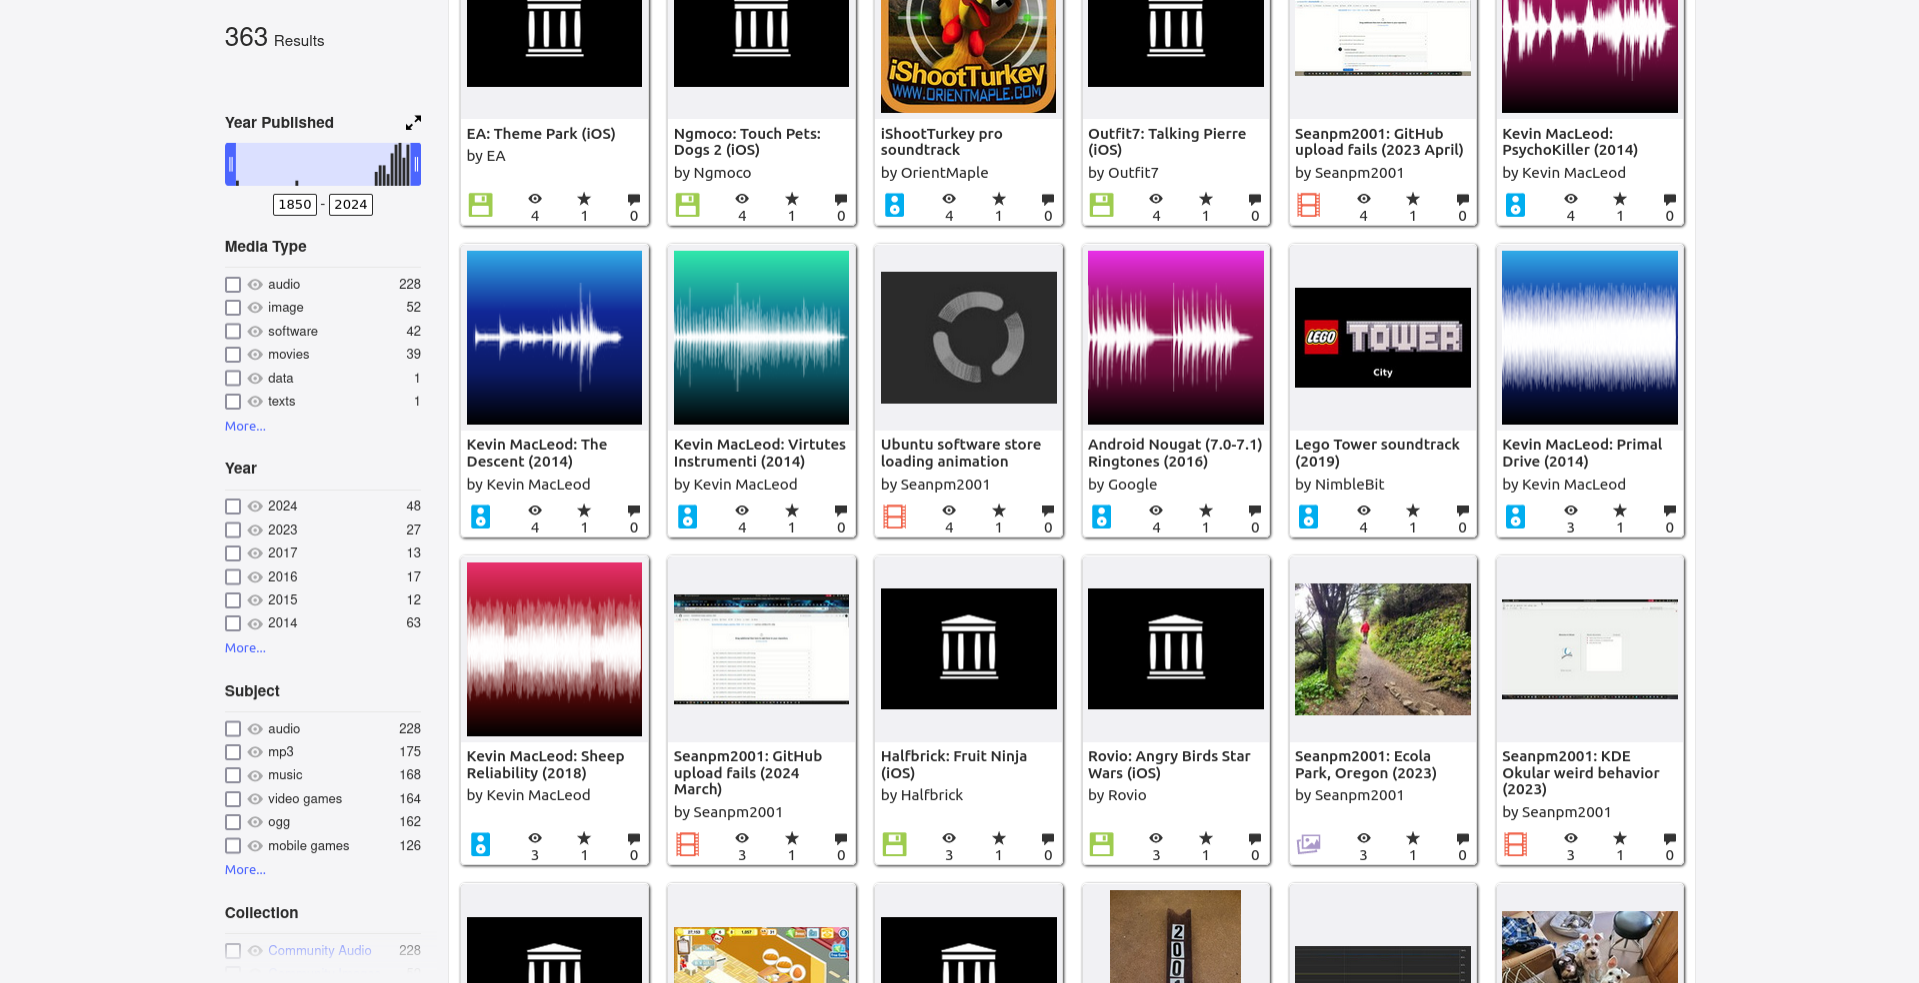 363 Results
Year Published
1850 - 2024
Media Type
audio 228
image 52
software 42
movies 39
data 1
texts 1
More...
Year
2024 48
2023 27
2017 13
2016 17
2015 12
2014 63
More...
Subject
audio 228
mp3 175
music 168
video games 164
ogg 162
mobile games 126
More...
Collection
Community Audio 228
iShootTurkey
WWW.ORIENTMAPLE.COM
EA: Theme Park (iOS)
by EA
4 1 0
Ngmoco: Touch Pets:
Dogs 2 (iOS)
by Ngmoco
4 1 0
iShootTurkey pro
soundtrack
by OrientMaple
4 1 0
Outfit7: Talking Pierre
(iOS)
by Outfit7
4 1 0
Seanpm2001: GitHub
upload fails (2023 April)
by Seanpm2001
4 1 0
Kevin MacLeod:
PsychoKiller (2014)
by Kevin MacLeod
4 1 0
Kevin MacLeod: The
Descent (2014)
by Kevin MacLeod
4 1 0
Kevin MacLeod: Virtutes
Instrumenti (2014)
by Kevin MacLeod
4 1 0
Ubuntu software store
loading animation
by Seanpm2001
4 1 0
Android Nougat (7.0-7.1)
Ringtones (2016)
by Google
4 1 0
LEGO TOWER
City
Lego Tower soundtrack
(2019)
by NimbleBit
4 1 0
Kevin MacLeod: Primal
Drive (2014)
by Kevin MacLeod
3 1 0
Kevin MacLeod: Sheep
Reliability (2018)
by Kevin MacLeod
3 1 0
Seanpm2001: GitHub
upload fails (2024
March)
by Seanpm2001
3 1 0
Halfbrick: Fruit Ninja
(iOS)
by Halfbrick
3 1 0
Rovio: Angry Birds Star
Wars (iOS)
by Rovio
3 1 0
Seanpm2001: Ecola
Park, Oregon (2023)
by Seanpm2001
3 1 0
Seanpm2001: KDE
Okular weird behavior
(2023)
by Seanpm2001
3 1 0